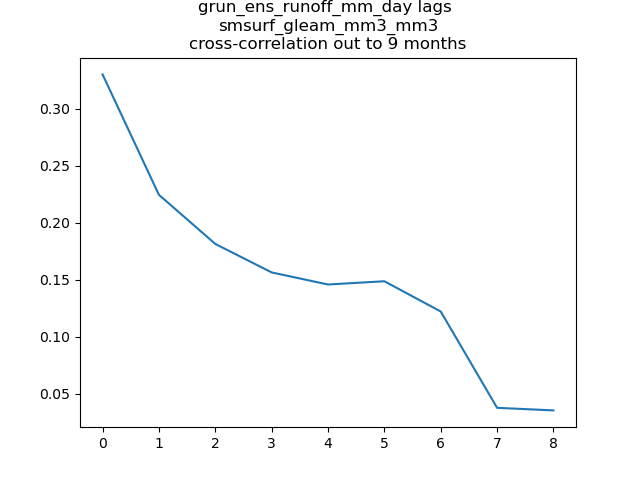 grun_ens_runoff_mm_day lags
smsurf_gleam_mm3_mm3
cross-correlation out to 9 months
0.30
0.25
0.20
0.15
0.10
0.05
0 1 2 3 4 5 6 7 8